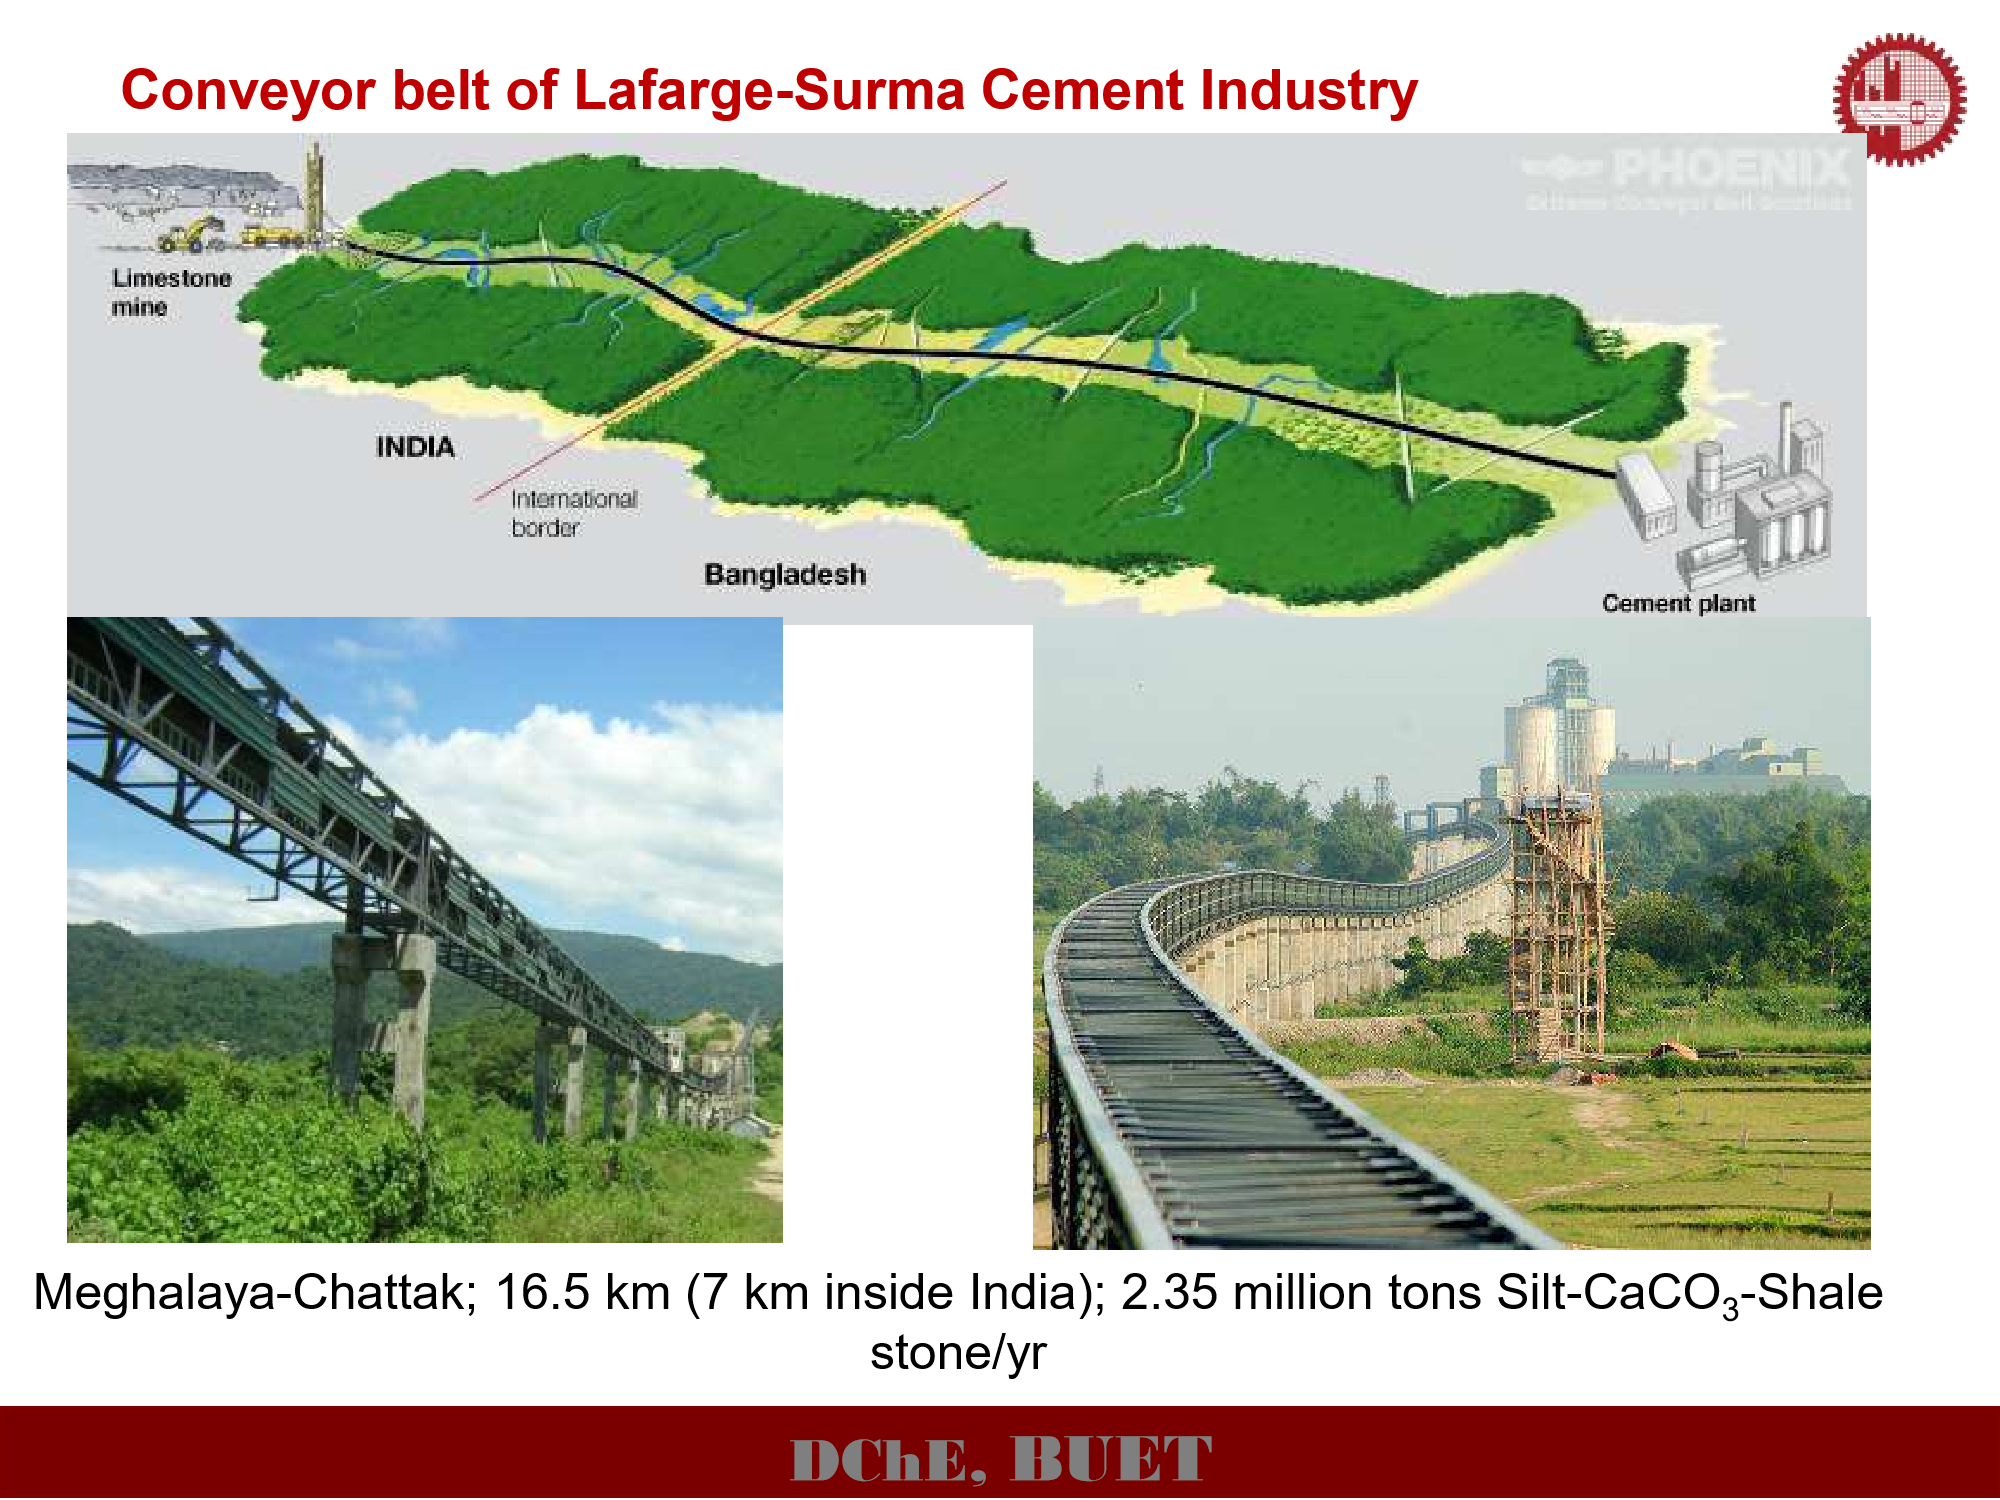 Conveyor belt of Lafarge-Surma Cement Industry
PHOENIX
Limestone
mine
INDIA
International
border
Bangladesh
Cement plant
Meghalaya-Chattak; 16.5 km (7 km inside India); 2.35 million tons Silt-CaCO₃-Shale
stone/yr
DChE, BUET